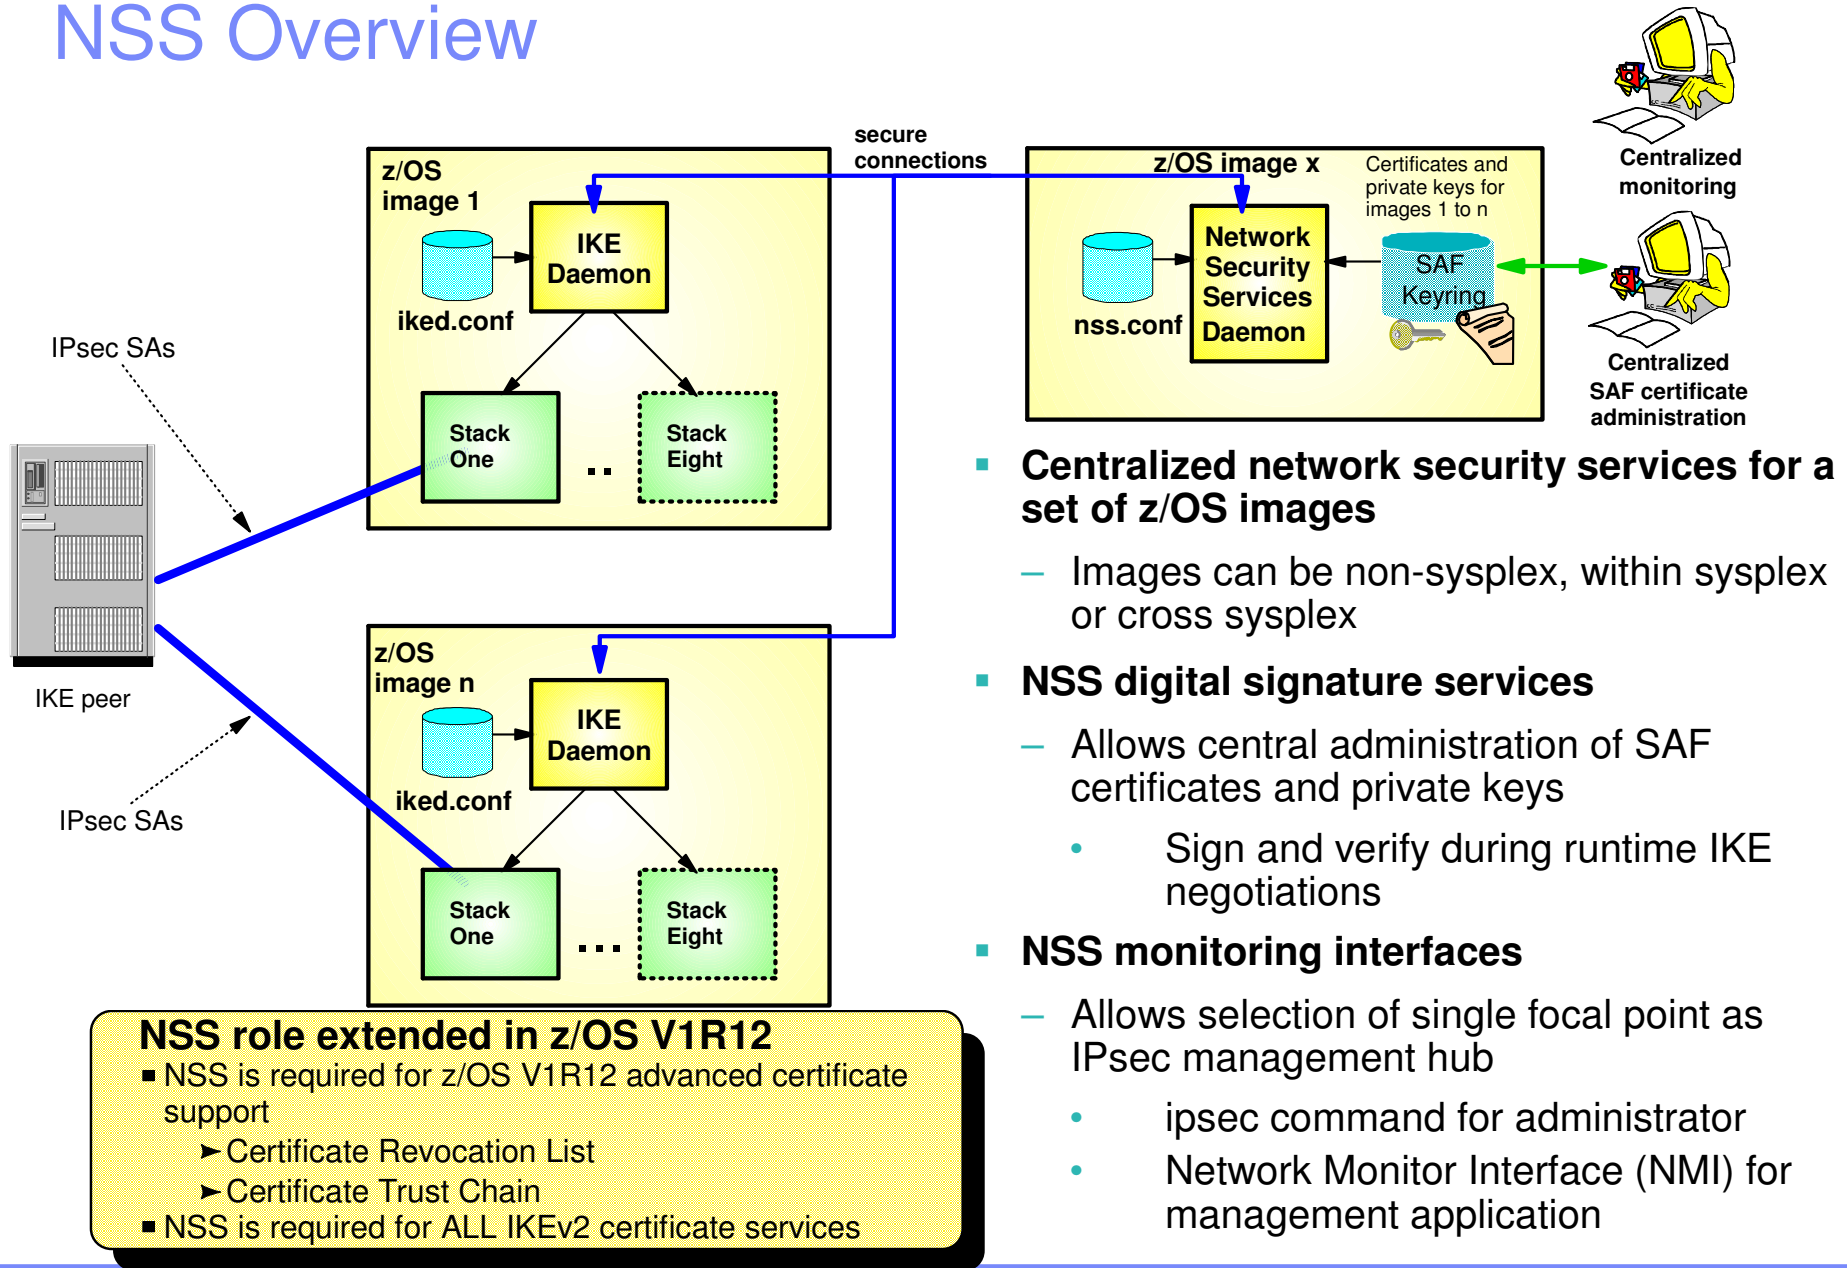 NSS Overview
secure
connections
z/OS
image 1
IKE
Daemon
iked.conf
Stack
One
..
Stack
Eight
z/OS image x
Certificates and
private keys for
images 1 to n
Network
Security
Services
Daemon
nss.conf
SAF
Keyring
Centralized
monitoring
Centralized
SAF certificate
administration
IPsec SAs
IKE peer
IPsec SAs
z/OS
image n
IKE
Daemon
iked.conf
Stack
One
...
Stack
Eight
NSS role extended in z/OS V1R12
NSS is required for z/OS V1R12 advanced certificate
support
Certificate Revocation List
Certificate Trust Chain
NSS is required for ALL IKEv2 certificate services
Centralized network security services for a
set of z/OS images
– Images can be non-sysplex, within sysplex
or cross sysplex
NSS digital signature services
– Allows central administration of SAF
certificates and private keys
• Sign and verify during runtime IKE
negotiations
NSS monitoring interfaces
– Allows selection of single focal point as
IPsec management hub
• ipsec command for administrator
• Network Monitor Interface (NMI) for
management application